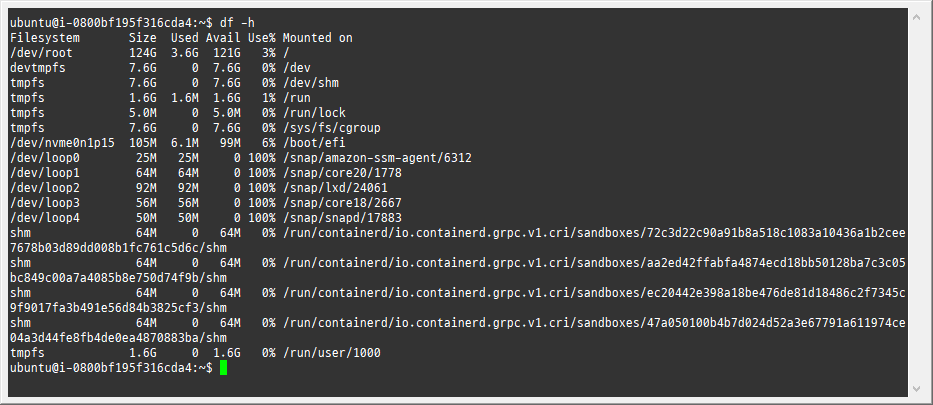 ubuntu@i-0800bf195f316cda4:~$ df -h
Filesystem      Size  Used Avail Use% Mounted on
/dev/root       124G  3.6G  121G   3% /
devtmpfs        7.6G     0  7.6G   0% /dev
tmpfs           7.6G     0  7.6G   0% /dev/shm
tmpfs           1.6G  1.6M  1.6G   1% /run
tmpfs           5.0M     0  5.0M   0% /run/lock
tmpfs           7.6G     0  7.6G   0% /sys/fs/cgroup
/dev/nvme0n1p15  105M  6.1M   99M   6% /boot/efi
/dev/loop0       25M   25M     0 100% /snap/amazon-ssm-agent/6312
/dev/loop1       64M   64M     0 100% /snap/core20/1778
/dev/loop2       92M   92M     0 100% /snap/lxd/24061
/dev/loop3       56M   56M     0 100% /snap/core18/2667
/dev/loop4       50M   50M     0 100% /snap/snapd/17883
shm              64M     0   64M   0% /run/containerd/io.containerd.grpc.v1.cri/sandboxes/72c3d22c90a91b8a518c1083a10436a1b2cee
7678b03d89dd008b1fc761c5d6c/shm
shm              64M     0   64M   0% /run/containerd/io.containerd.grpc.v1.cri/sandboxes/aa2ed42ffabfa4874ecd18bb50128ba7c3c05
bc849c00a7a4085b8e750d74f9b/shm
shm              64M     0   64M   0% /run/containerd/io.containerd.grpc.v1.cri/sandboxes/ec20442e398a18be476de81d18486c2f7345c
9f9017fa3b491e56d84b3825cf3/shm
shm              64M     0   64M   0% /run/containerd/io.containerd.grpc.v1.cri/sandboxes/47a050100b4b7d024d52a3e67791a611974ce
04a3d44fe8fb4de0ea4870883ba/shm
tmpfs           1.6G     0  1.6G   0% /run/user/1000
ubuntu@i-0800bf195f316cda4:~$